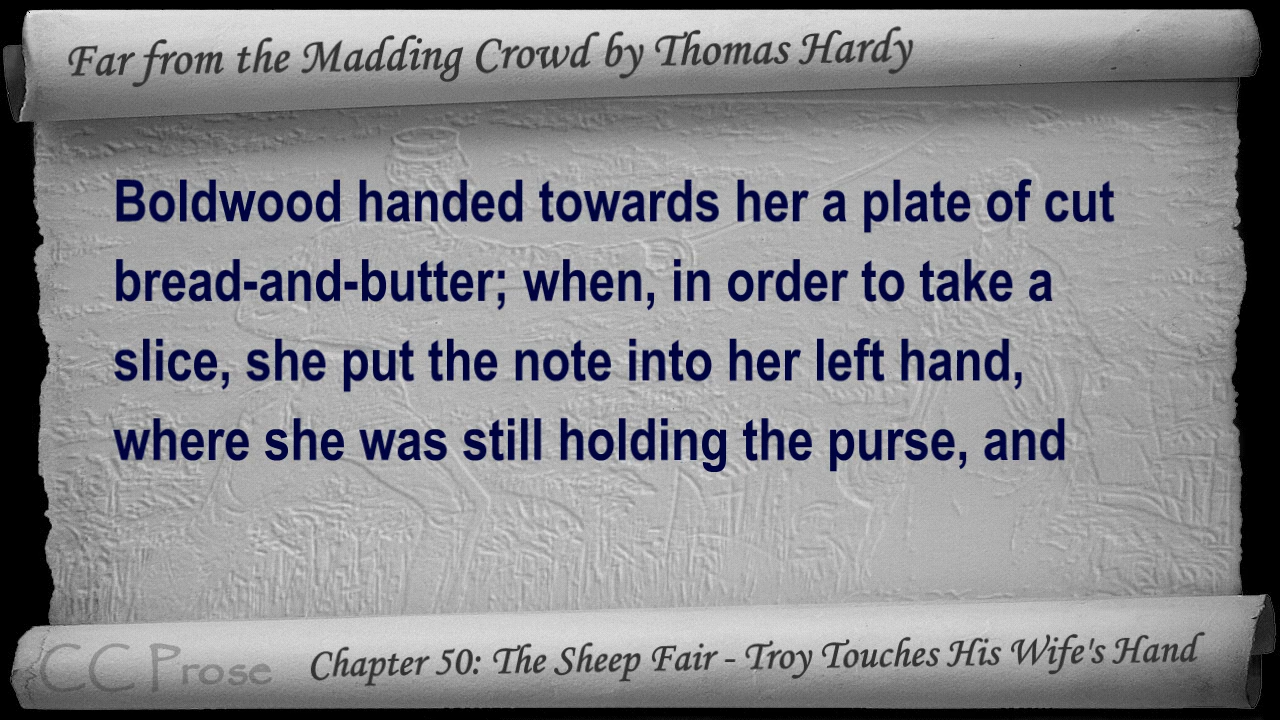 Far from the Madding Crowd by Thomas Hardy
Boldwood handed towards her a plate of cut
bread-and-butter; when, in order to take a
slice, she put the note into her left hand,
where she was still holding the purse, and
CC Prose
Chapter 50: The Sheep Fair - Troy Touches His Wife's Hand